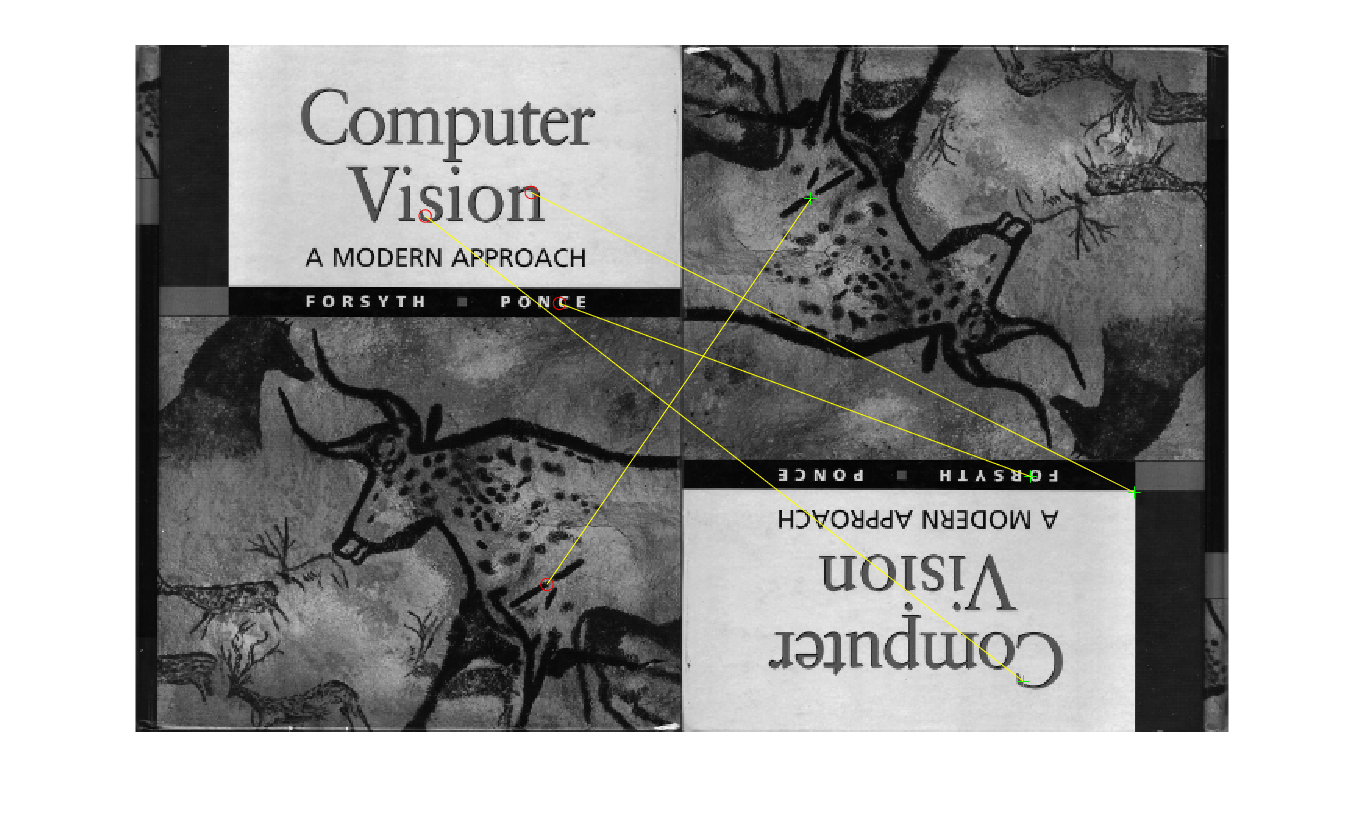 Computer
Vision
A MODERN APPROACH
FORSYTH ■ PONCE
FORSYTH ■ PONCE
A MODERN APPROACH
Vision
Computer